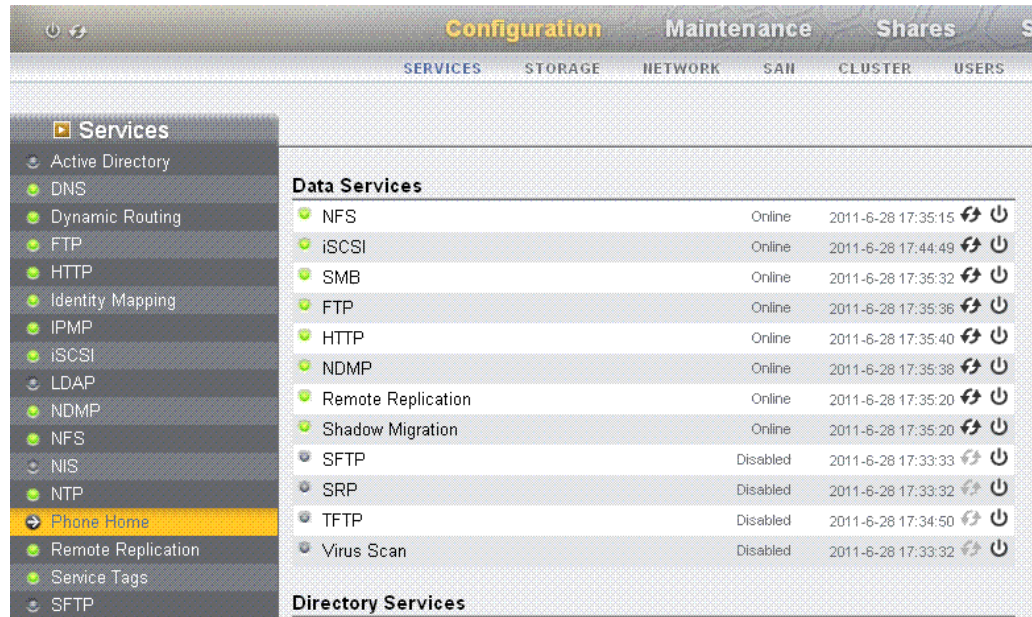 Configuration Maintenance Shares S
SERVICES STORAGE NETWORK SAN CLUSTER USERS
Services
Active Directory
DNS
Dynamic Routing
FTP
HTTP
Identity Mapping
IPMP
iSCSI
LDAP
NDMP
NFS
NIS
NTP
Phone Home
Remote Replication
Service Tags
SFTP
Data Services
NFS Online 2011-6-28 17:35:15
iSCSI Online 2011-6-28 17:44:49
SMB Online 2011-6-28 17:35:32
FTP Online 2011-6-28 17:35:36
HTTP Online 2011-6-28 17:35:40
NDMP Online 2011-6-28 17:35:38
Remote Replication Online 2011-6-28 17:35:20
Shadow Migration Online 2011-6-28 17:35:20
SFTP Disabled 2011-6-28 17:33:33
SRP Disabled 2011-6-28 17:33:32
TFTP Disabled 2011-6-28 17:34:50
Virus Scan Disabled 2011-6-28 17:33:32
Directory Services